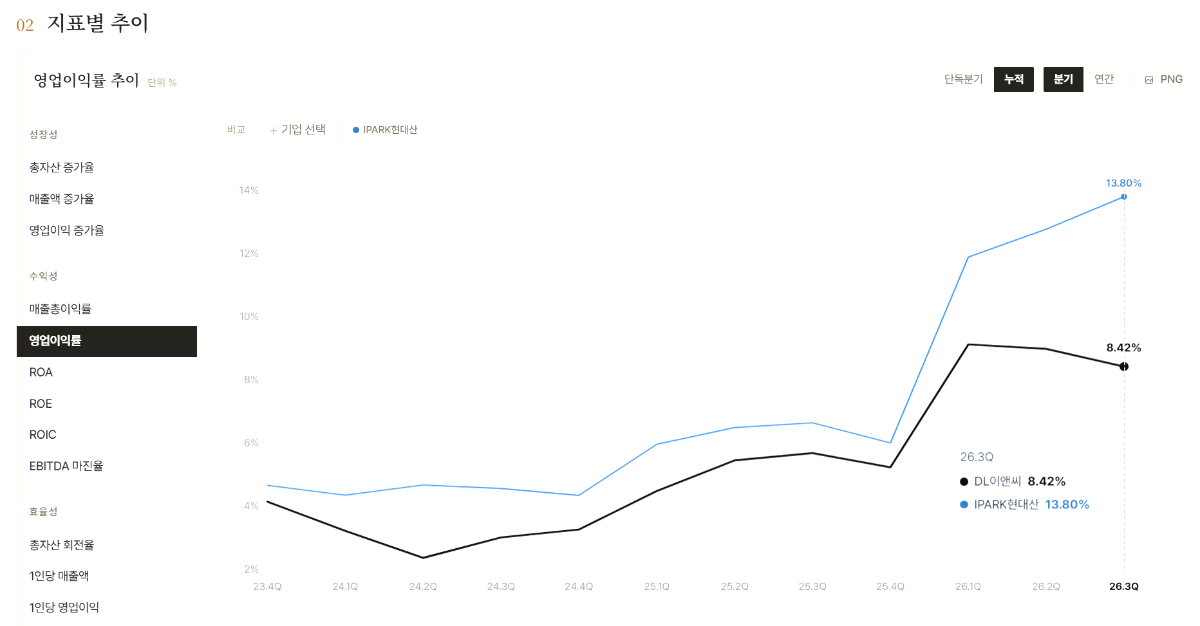 02 지표별 추이
영업이익률 추이 단위 %
단독분기 누적 분기 연간 PNG
성장성
총자산 증가율
매출액 증가율
영업이익 증가율
수익성
매출총이익률
영업이익률
ROA
ROE
ROIC
EBITDA 마진율
효율성
총자산 회전율
1인당 매출액
1인당 영업이익
비교 + 기업 선택 IPARK현대산
14%
12%
10%
8%
6%
4%
2%
13.80%
8.42%
26.3Q
DL이앤씨 8.42%
IPARK현대산 13.80%
23.4Q 24.1Q 24.2Q 24.3Q 24.4Q 25.1Q 25.2Q 25.3Q 25.4Q 26.1Q 26.2Q 26.3Q